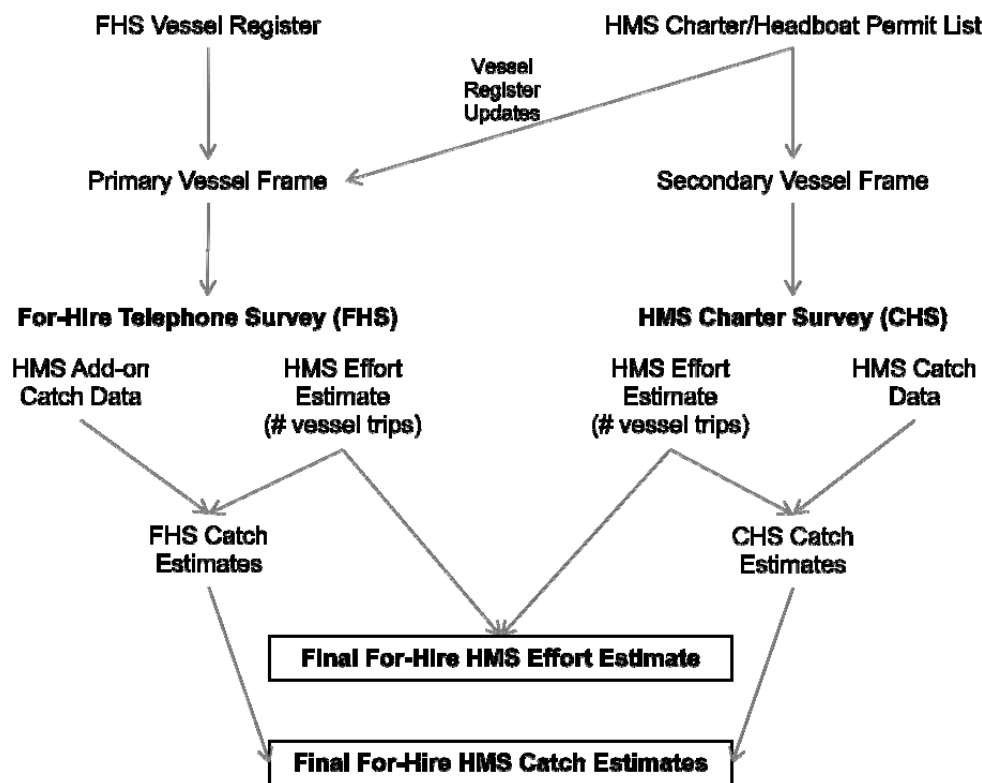 FHS Vessel Register
HMS Charter/Headboat Permit List
Vessel
Register
Updates
Primary Vessel Frame
Secondary Vessel Frame
For-Hire Telephone Survey (FHS)
HMS Charter Survey (CHS)
HMS Add-on
Catch Data
HMS Effort
Estimate
(# vessel trips)
HMS Effort
Estimate
(# vessel trips)
HMS Catch
Data
FHS Catch
Estimates
CHS Catch
Estimates
Final For-Hire HMS Effort Estimate
Final For-Hire HMS Catch Estimates